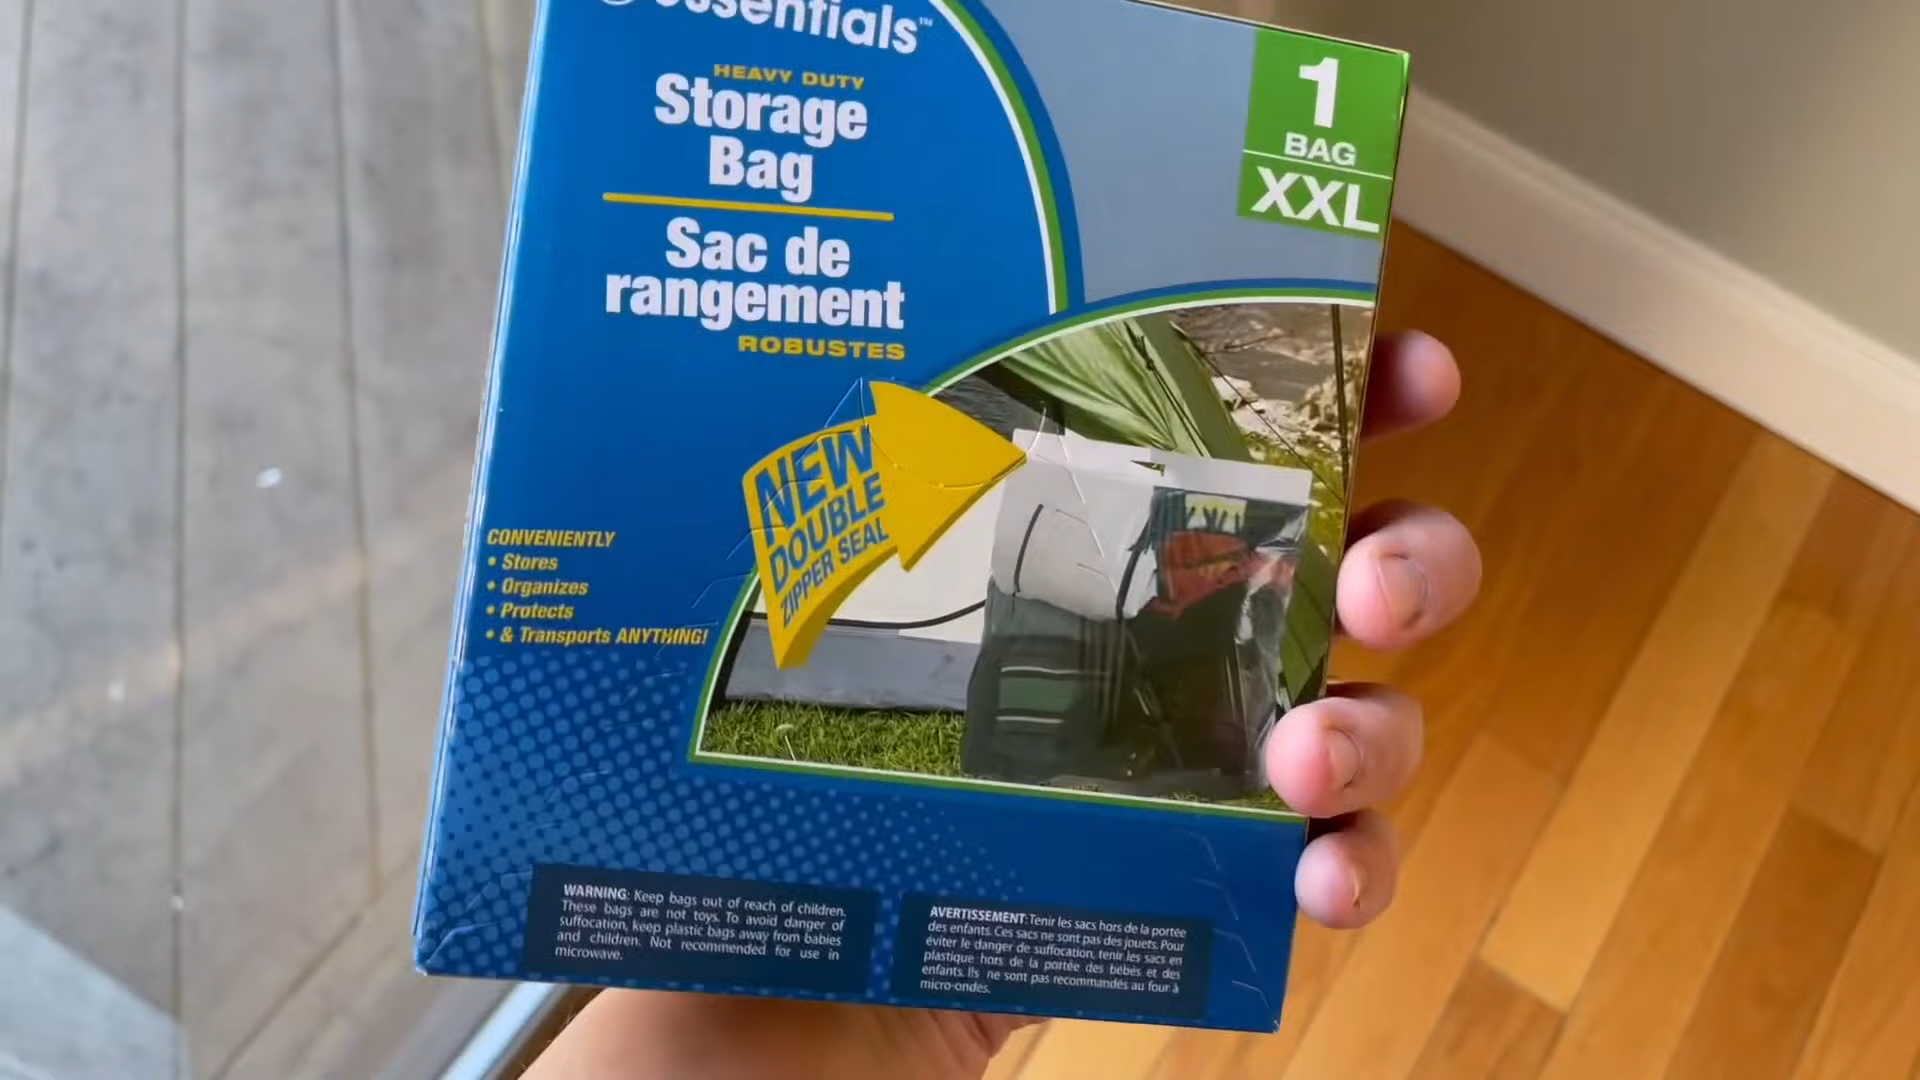 essentials™
HEAVY DUTY
Storage
Bag
Sac de
rangement
ROBUSTES
1
BAG
XXL
NEW
DOUBLE
ZIPPER SEAL
CONVENIENTLY
• Stores
• Organizes
• Protects
• & Transports ANYTHING!
WARNING: Keep bags out of reach of children.
These bags are not toys. To avoid danger of
suffocation, keep plastic bags away from babies
and children. Not recommended for use in
microwave.
AVERTISSEMENT: Tenir les sacs hors de la portée
des enfants. Ces sacs ne sont pas des jouets. Pour
éviter le danger de suffocation, tenir les sacs en
plastique hors de la portée des bébés et des
enfants. Ils ne sont pas recommandés au four à
micro-ondes.